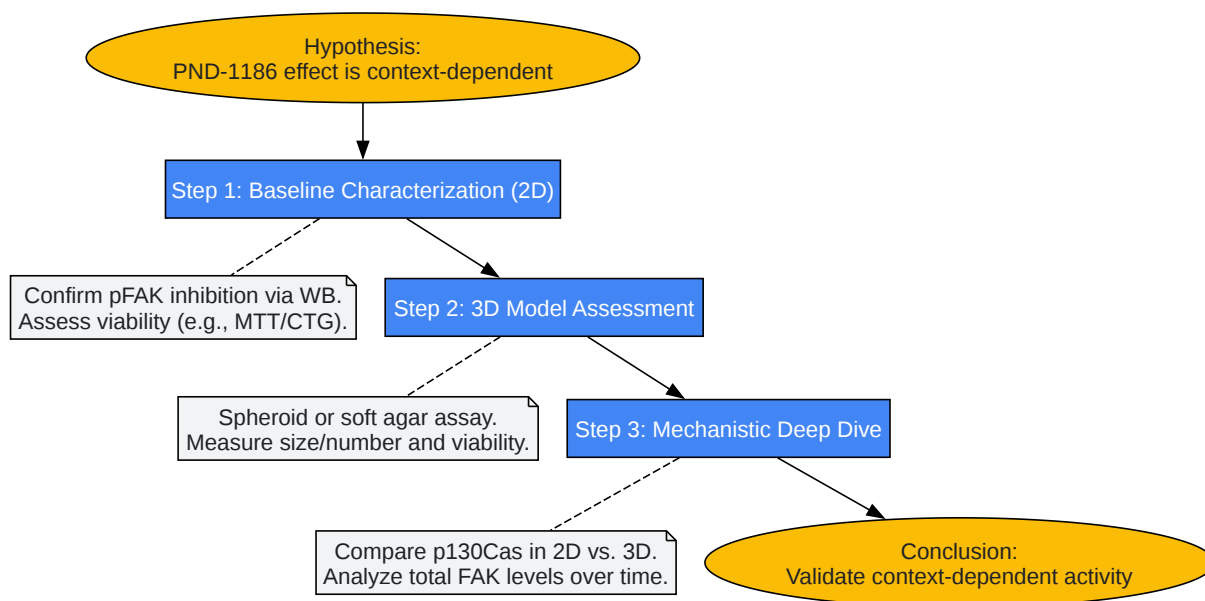 Hypothesis:
PND-1186 effect is context-dependent
Step 1: Baseline Characterization (2D)
Confirm pFAK inhibition via WB.
Assess viability (e.g., MTT/CTG).
Step 2: 3D Model Assessment
Spheroid or soft agar assay.
Measure size/number and viability.
Step 3: Mechanistic Deep Dive
Compare p130Cas in 2D vs. 3D.
Analyze total FAK levels over time.
Conclusion:
Validate context-dependent activity